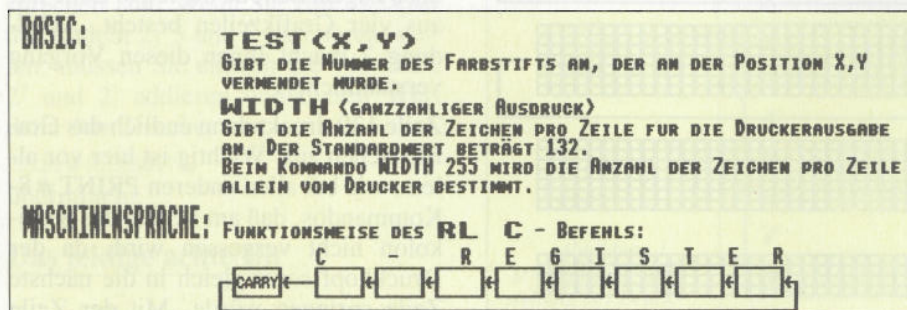 BASIC:
TEST(X,Y)
GIBT DIE NUMMER DES FARBSTIFTS AN, DER AN DER POSITION X,Y
VERWENDET WURDE.
WIDTH (GANZZAHLIGER AUSDRUCK)
GIBT DIE ANZAHL DER ZEICHEN PRO ZEILE FUR DIE DRUCKERAUSGABE
AN. DER STANDARDWERT BETRÄGT 132.
BEIM KOMMANDO WIDTH 255 WIRD DIE ANZAHL DER ZEICHEN PRO ZEILE
ALLEIN VOM DRUCKER BESTIMMT.
MASCHINENSPRACHE: FUNKTIONSWEISE DES RL C - BEFEHLS:
C - R E G I S T E R
CARRY